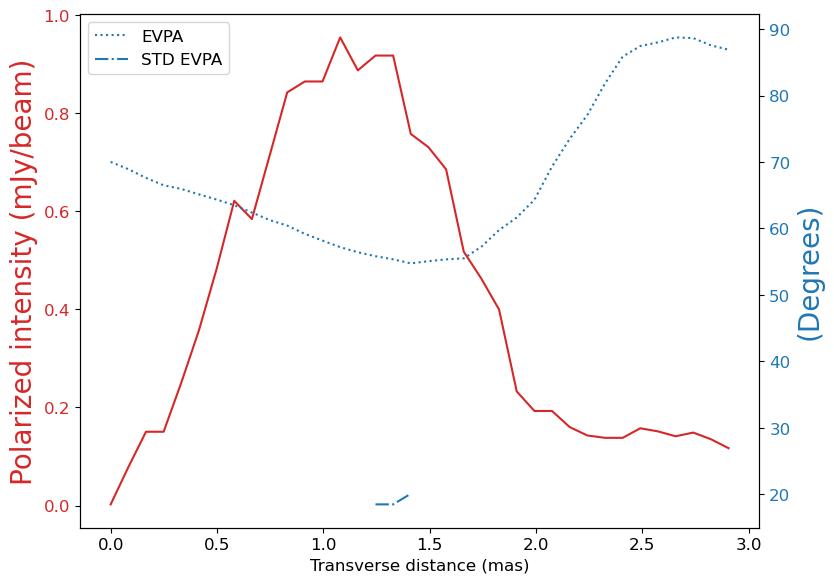 EVPA
STD EVPA
Polarized intensity (mJy/beam)
1.0
0.8
0.6
0.4
0.2
0.0
90
80
70
60
50
40
30
20
(Degrees)
0.0 0.5 1.0 1.5 2.0 2.5 3.0
Transverse distance (mas)